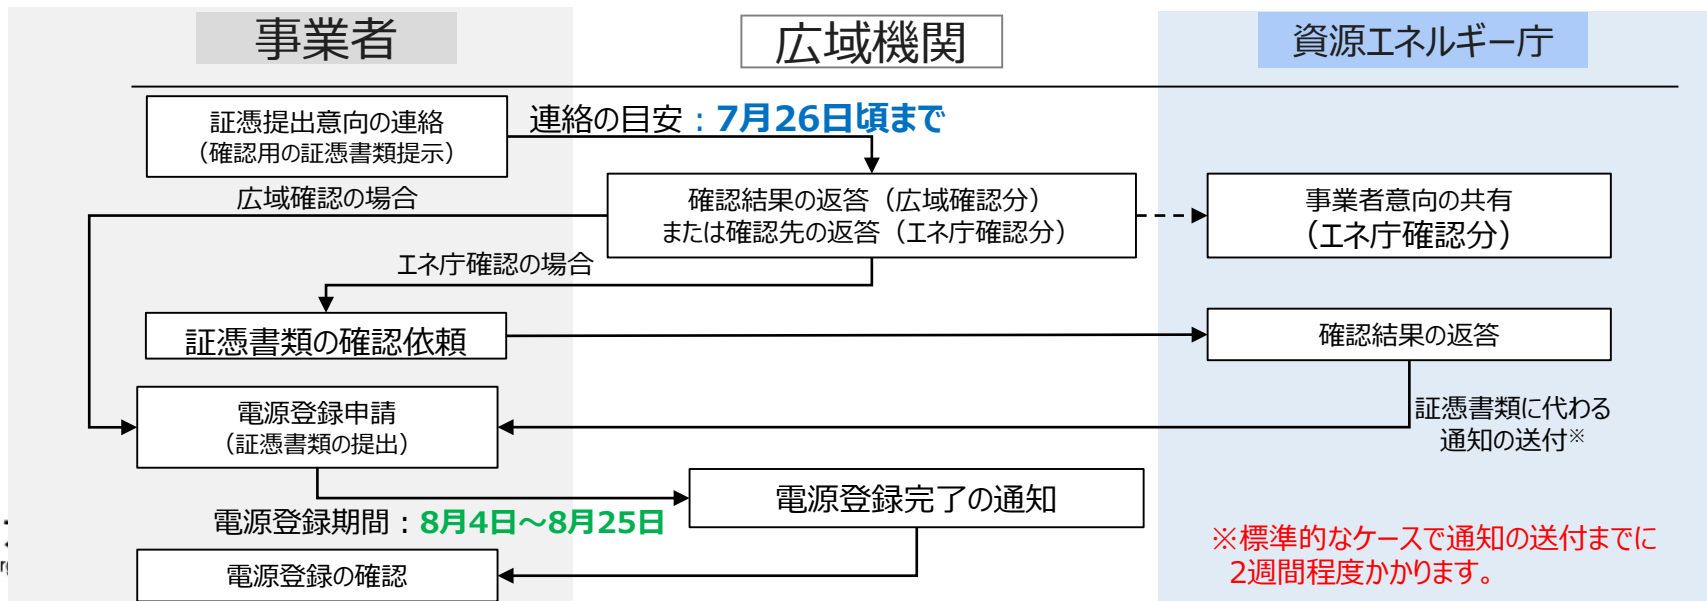 事業者
広域機関
資源エネルギー庁
証憑提出意向の連絡
（確認用の証憑書類提示）
連絡の目安：7月26日頃まで
広域確認の場合
確認結果の返答（広域確認分）
または確認先の返答（エネ庁確認分）
事業者意向の共有
（エネ庁確認分）
エネ庁確認の場合
証憑書類の確認依頼
確認結果の返答
電源登録申請
（証憑書類の提出）
証憑書類に代わる
通知の送付※
電源登録完了の通知
電源登録期間：8月4日～8月25日
※標準的なケースで通知の送付までに
2週間程度かかります。
電源登録の確認